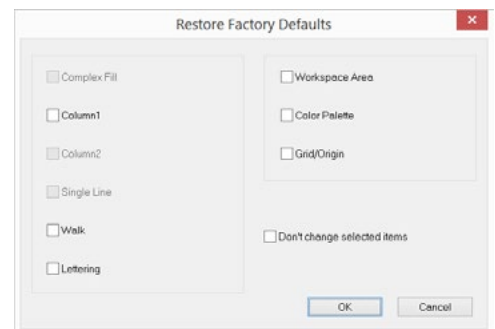 Restore Factory Defaults
Complex Fill
Column1
Column2
Single Line
Walk
Lettering
Workspace Area
Color Palette
Grid/Origin
Don't change selected items
OK
Cancel